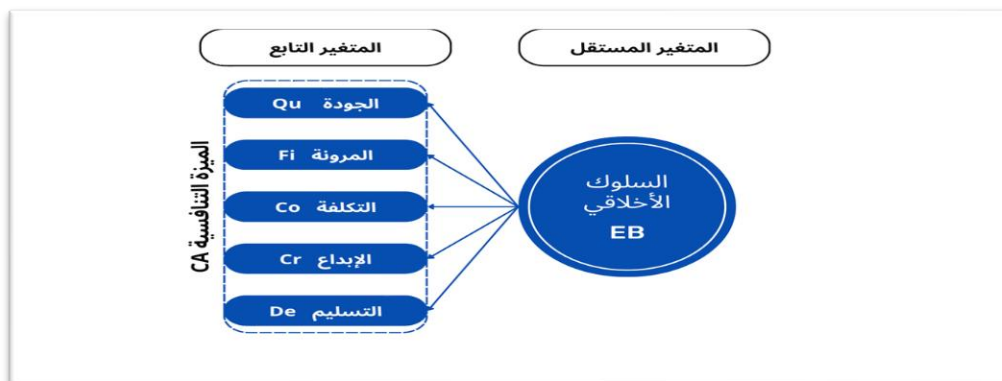 المتغير المستقل
المتغير التابع
السلوك
الأخلاقي
EB
الجودة Qu
المرونة Fi
التكلفة Co
الإبداع Cr
التسليم De
الميزة التنافسية CA